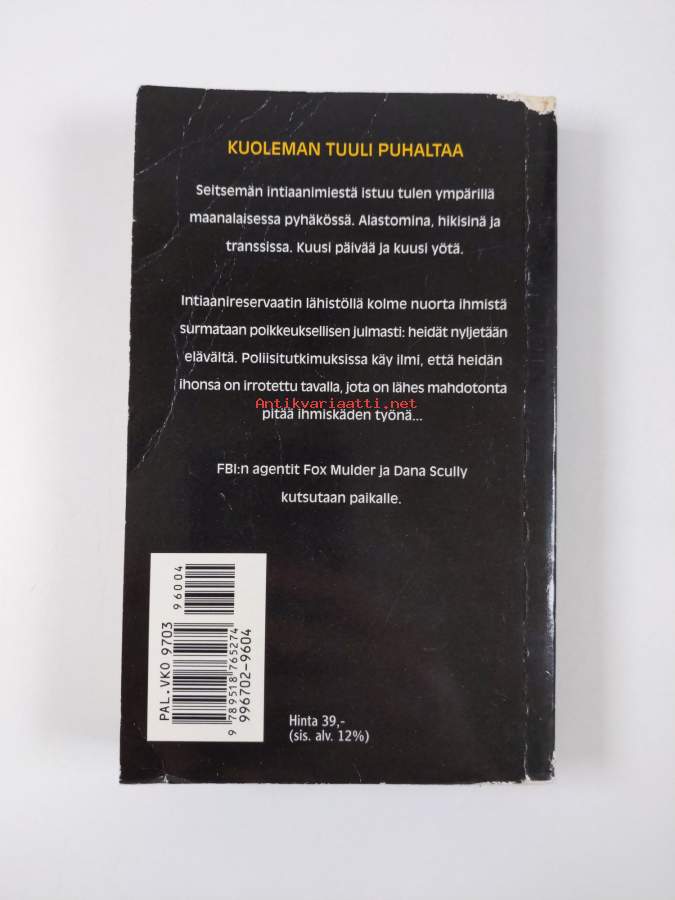 KUOLEMAN TUULI PUHALTAA
Seitsemän intiaanimiestä istuu tulen ympärillä
maanalaisessa pyhäkössä. Alastomina, hikisinä ja
transsissa. Kuusi päivää ja kuusi yötä.
Intiaanireservaatin lähistöllä kolme nuorta ihmistä
surmataan poikkeuksellisen julmasti: heidät nyljetään
elävältä. Poliisitutkimuksissa käy ilmi, että heidän
ihonsa on irrotettu tavalla, jota on lähes mahdotonta
Antikvariaatti.net
pitää ihmiskäden työnä...
FBI:n agentit Fox Mulder ja Dana Scully
kutsutaan paikalle.
PAL.VKO 9703
96004
9 789518 765274
996702-9604
Hinta 39,-
(sis. alv. 12%)